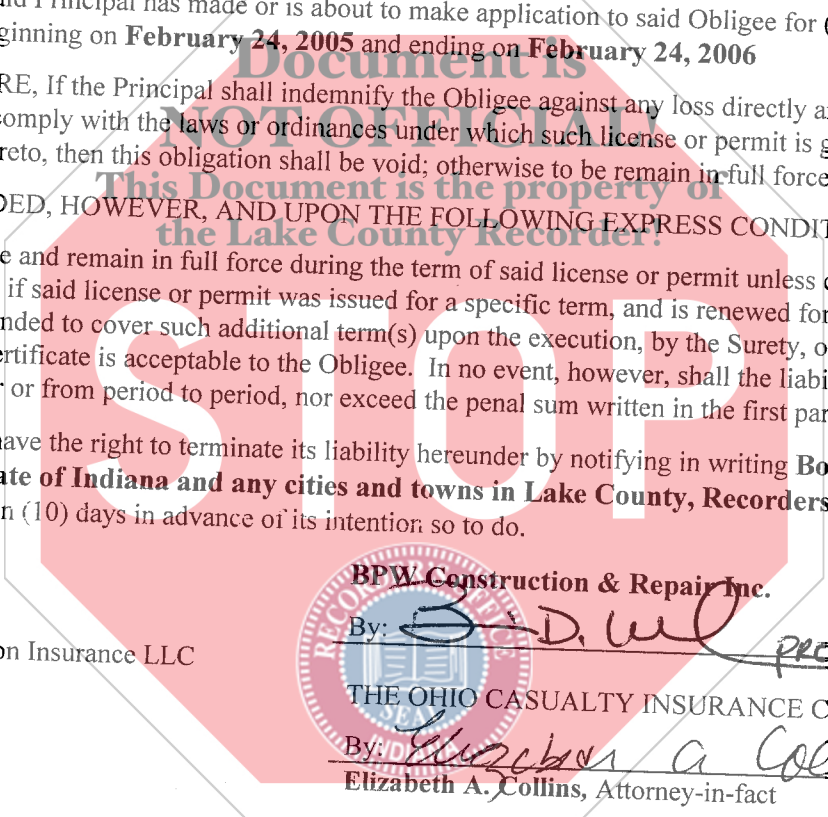 Principal has made or is about to make application to said Obligee for
ginning on February 24, 2005 and ending on February 24, 2006
Document is
RE, If the Principal shall indemnify the Obligee against any loss directly
NOT OFFICIAL!
comply with the laws or ordinances under which such license or permit is
reto, then this obligation shall be void; otherwise to be remain in full force
This Document is the property of
DED, HOWEVER, AND UPON THE FOLLOWING EXPRESS CONDIT
the Lake County Recorder!
e and remain in full force during the term of said license or permit unless
if said license or permit was issued for a specific term, and is renewed for
nded to cover such additional term(s) upon the execution, by the Surety, o
ertificate is acceptable to the Obligee. In no event, however, shall the liabi
or from period to period, nor exceed the penal sum written in the first par
STOP
ave the right to terminate its liability hereunder by notifying in writing Bo
ate of Indiana and any cities and towns in Lake County, Recorders
n (10) days in advance of its intention so to do.
BPW Construction & Repair Inc.
By: D.
PRE
on Insurance LLC
RECORDER'S OFFICE
SEAL
INDIANA
THE OHIO CASUALTY INSURANCE C
By: Elizabeth A Col
Elizabeth A. Collins, Attorney-in-fact